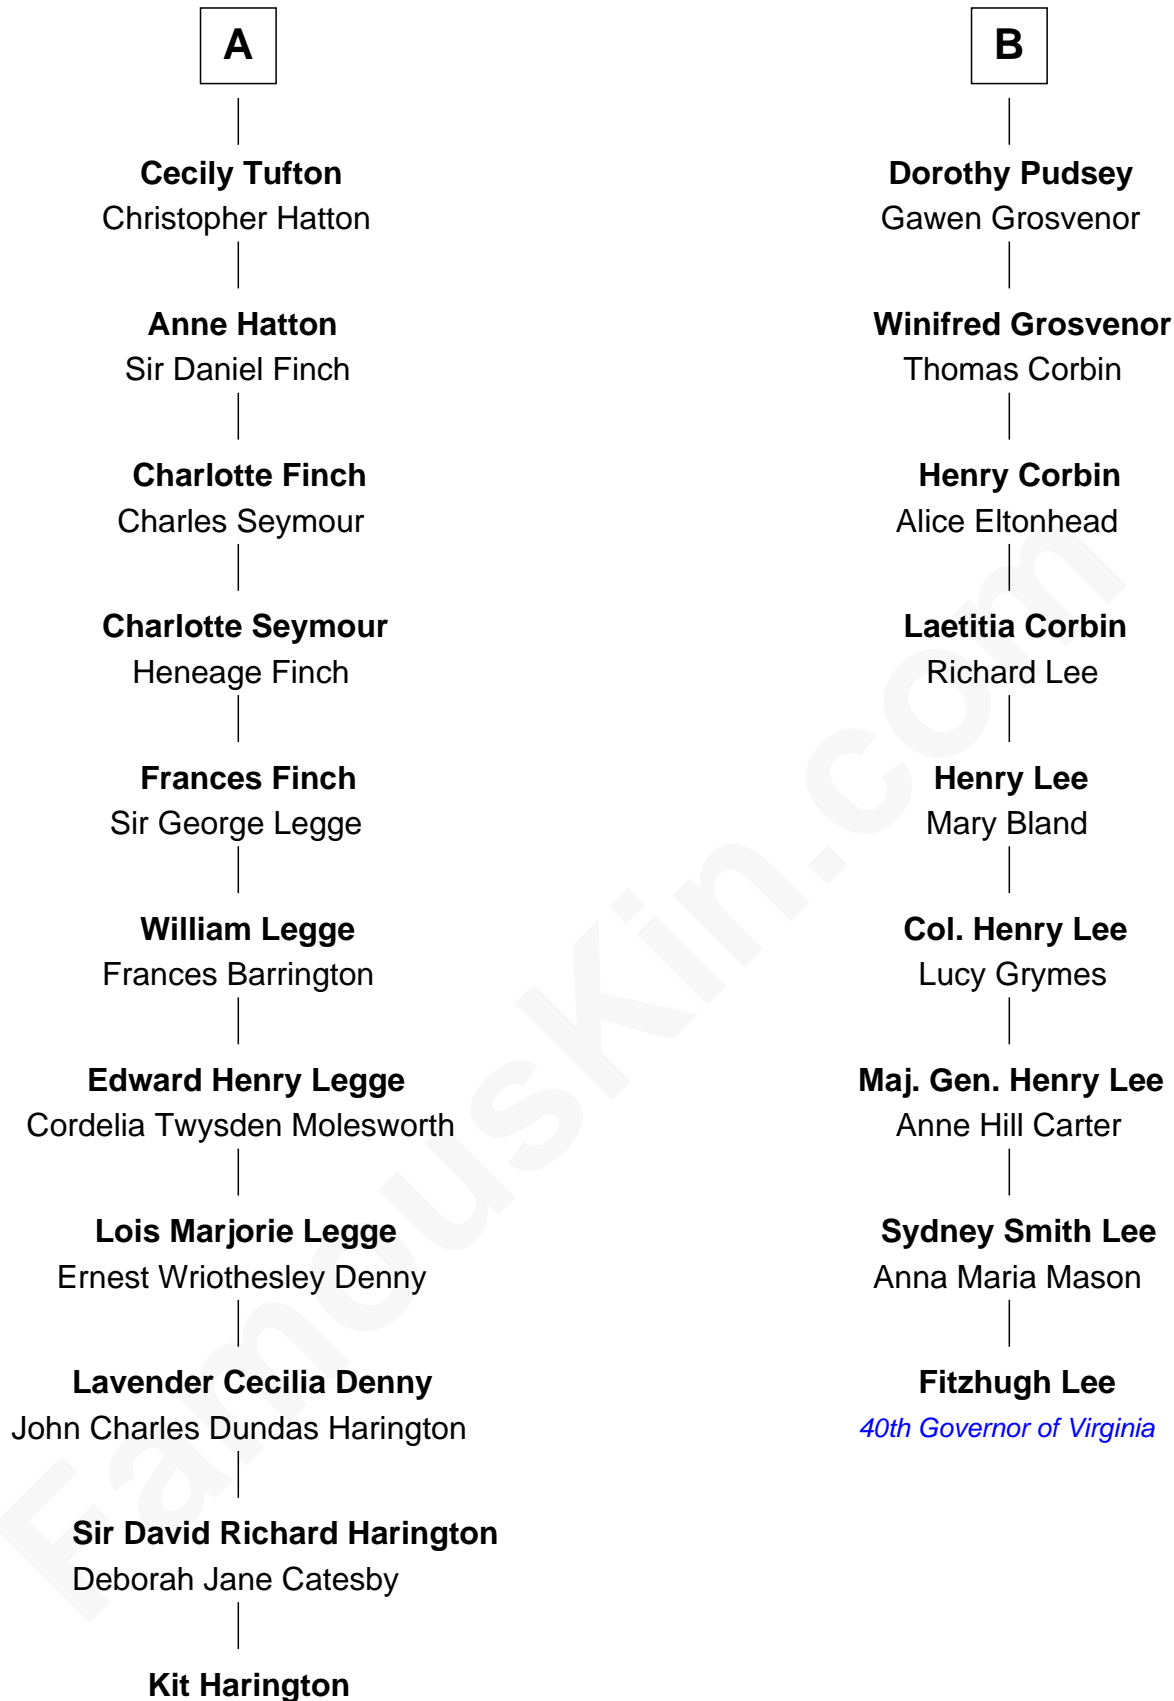 A
Cecily Tufton
Christopher Hatton
Anne Hatton
Sir Daniel Finch
Charlotte Finch
Charles Seymour
Charlotte Seymour
Heneage Finch
Frances Finch
Sir George Legge
William Legge
Frances Barrington
Edward Henry Legge
Cordelia Twysden Molesworth
Lois Marjorie Legge
Ernest Wriothesley Denny
Lavender Cecilia Denny
John Charles Dundas Harington
Sir David Richard Harington
Deborah Jane Catesby
Kit Harington
B
Dorothy Pudsey
Gawen Grosvenor
Winifred Grosvenor
Thomas Corbin
Henry Corbin
Alice Eltonhead
Laetitia Corbin
Richard Lee
Henry Lee
Mary Bland
Col. Henry Lee
Lucy Grymes
Maj. Gen. Henry Lee
Anne Hill Carter
Sydney Smith Lee
Anna Maria Mason
Fitzhugh Lee
40th Governor of Virginia
FamousKin.com